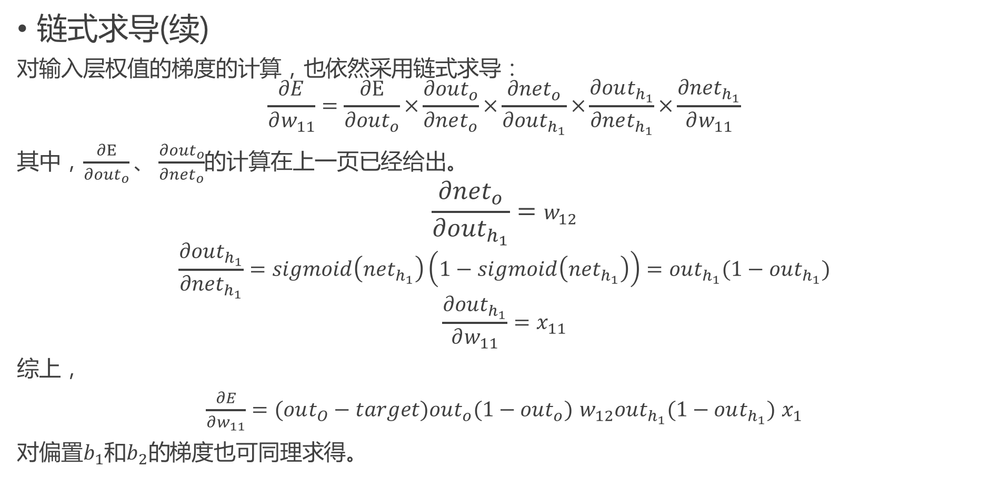 • 链式求导(续)
对输入层权值的梯度的计算，也依然采用链式求导：
$\frac{\partial E}{\partial w_{11}} = \frac{\partial \mathrm{E}}{\partial out_o} \times \frac{\partial out_o}{\partial net_o} \times \frac{\partial net_o}{\partial out_{h_1}} \times \frac{\partial out_{h_1}}{\partial net_{h_1}} \times \frac{\partial net_{h_1}}{\partial w_{11}}$
其中，$\frac{\partial \mathrm{E}}{\partial out_o}$、$\frac{\partial out_o}{\partial net_o}$的计算在上一页已经给出。
$\frac{\partial net_o}{\partial out_{h_1}} = w_{12}$
$\frac{\partial out_{h_1}}{\partial net_{h_1}} = sigmoid(net_{h_1})\left(1 - sigmoid(net_{h_1})\right) = out_{h_1}(1 - out_{h_1})$
$\frac{\partial out_{h_1}}{\partial w_{11}} = x_{11}$
综上，
$\frac{\partial E}{\partial w_{11}} = (out_O - target)out_o(1 - out_o)\ w_{12}out_{h_1}(1 - out_{h_1})\ x_1$
对偏置$b_1$和$b_2$的梯度也可同理求得。